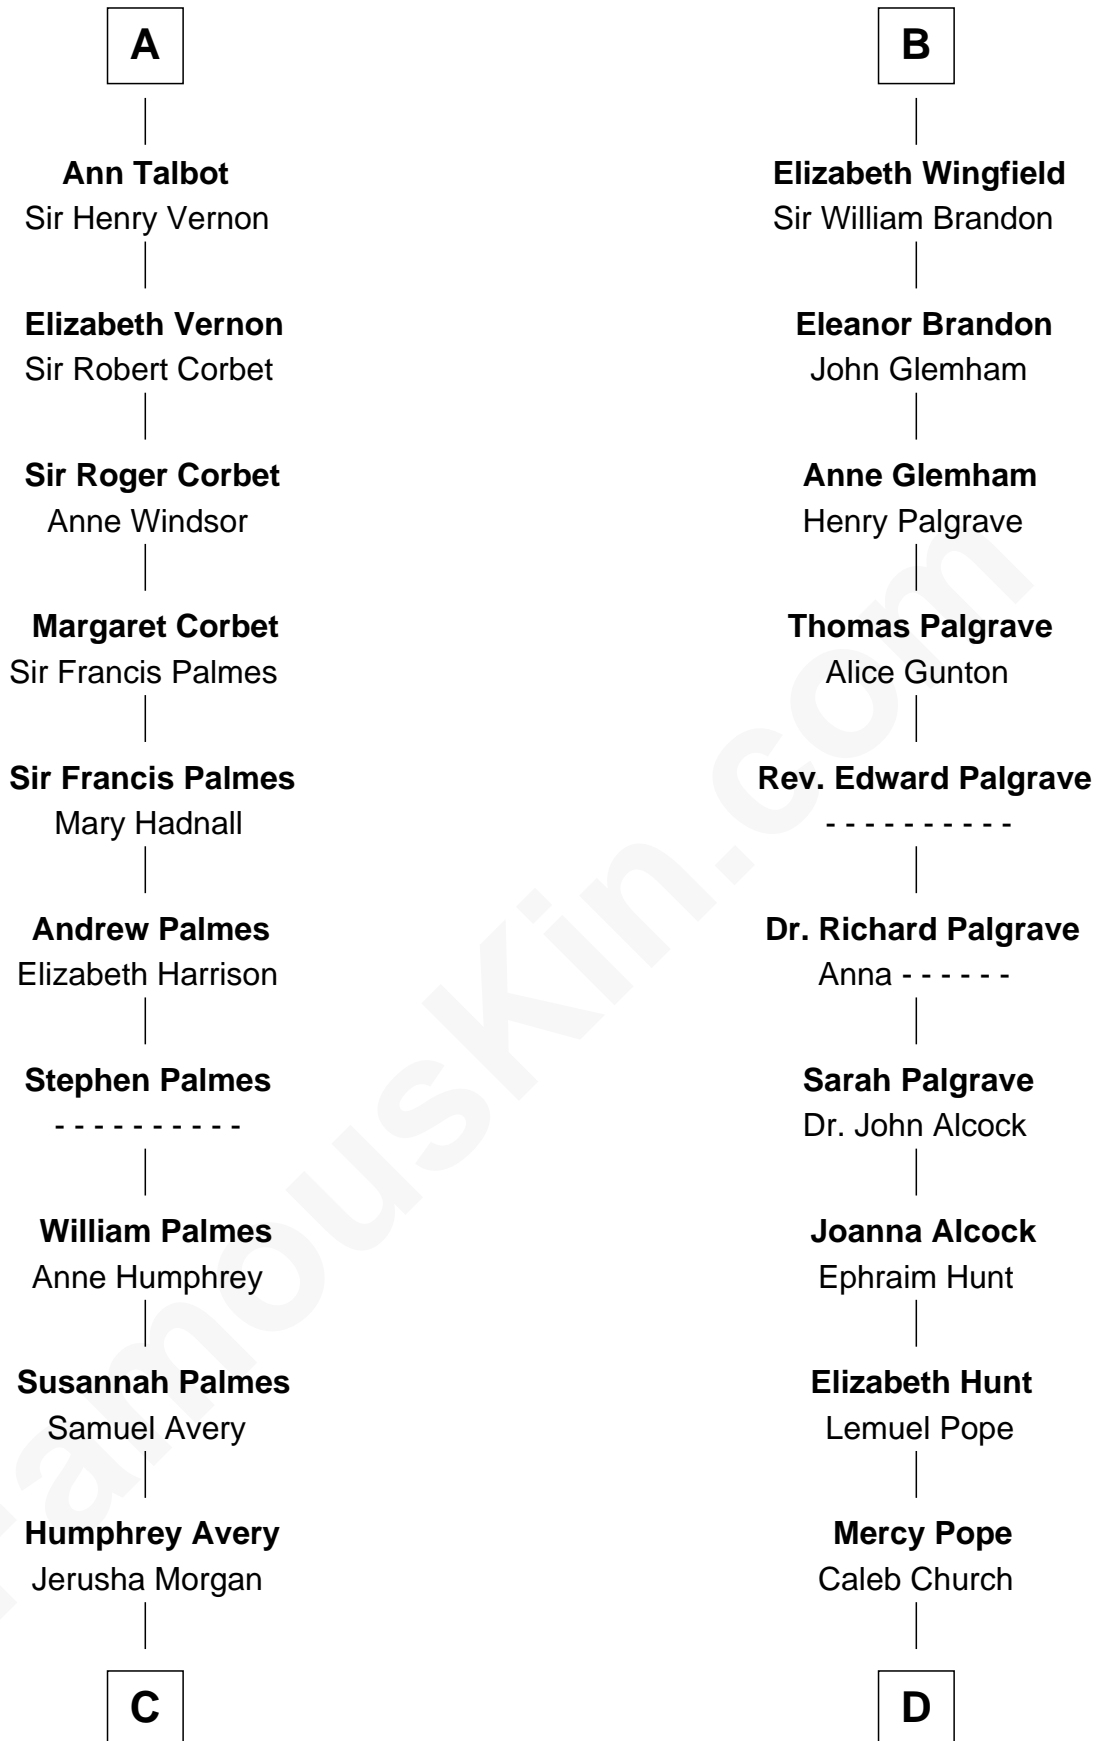 A
Ann Talbot
Sir Henry Vernon
Elizabeth Vernon
Sir Robert Corbet
Sir Roger Corbet
Anne Windsor
Margaret Corbet
Sir Francis Palmes
Sir Francis Palmes
Mary Hadnall
Andrew Palmes
Elizabeth Harrison
Stephen Palmes
- - - - - - - - - -
William Palmes
Anne Humphrey
Susannah Palmes
Samuel Avery
Humphrey Avery
Jerusha Morgan
C
B
Elizabeth Wingfield
Sir William Brandon
Eleanor Brandon
John Glemham
Anne Glemham
Henry Palgrave
Thomas Palgrave
Alice Gunton
Rev. Edward Palgrave
- - - - - - - - - -
Dr. Richard Palgrave
Anna - - - - - -
Sarah Palgrave
Dr. John Alcock
Joanna Alcock
Ephraim Hunt
Elizabeth Hunt
Lemuel Pope
Mercy Pope
Caleb Church
D
FamousKin.com